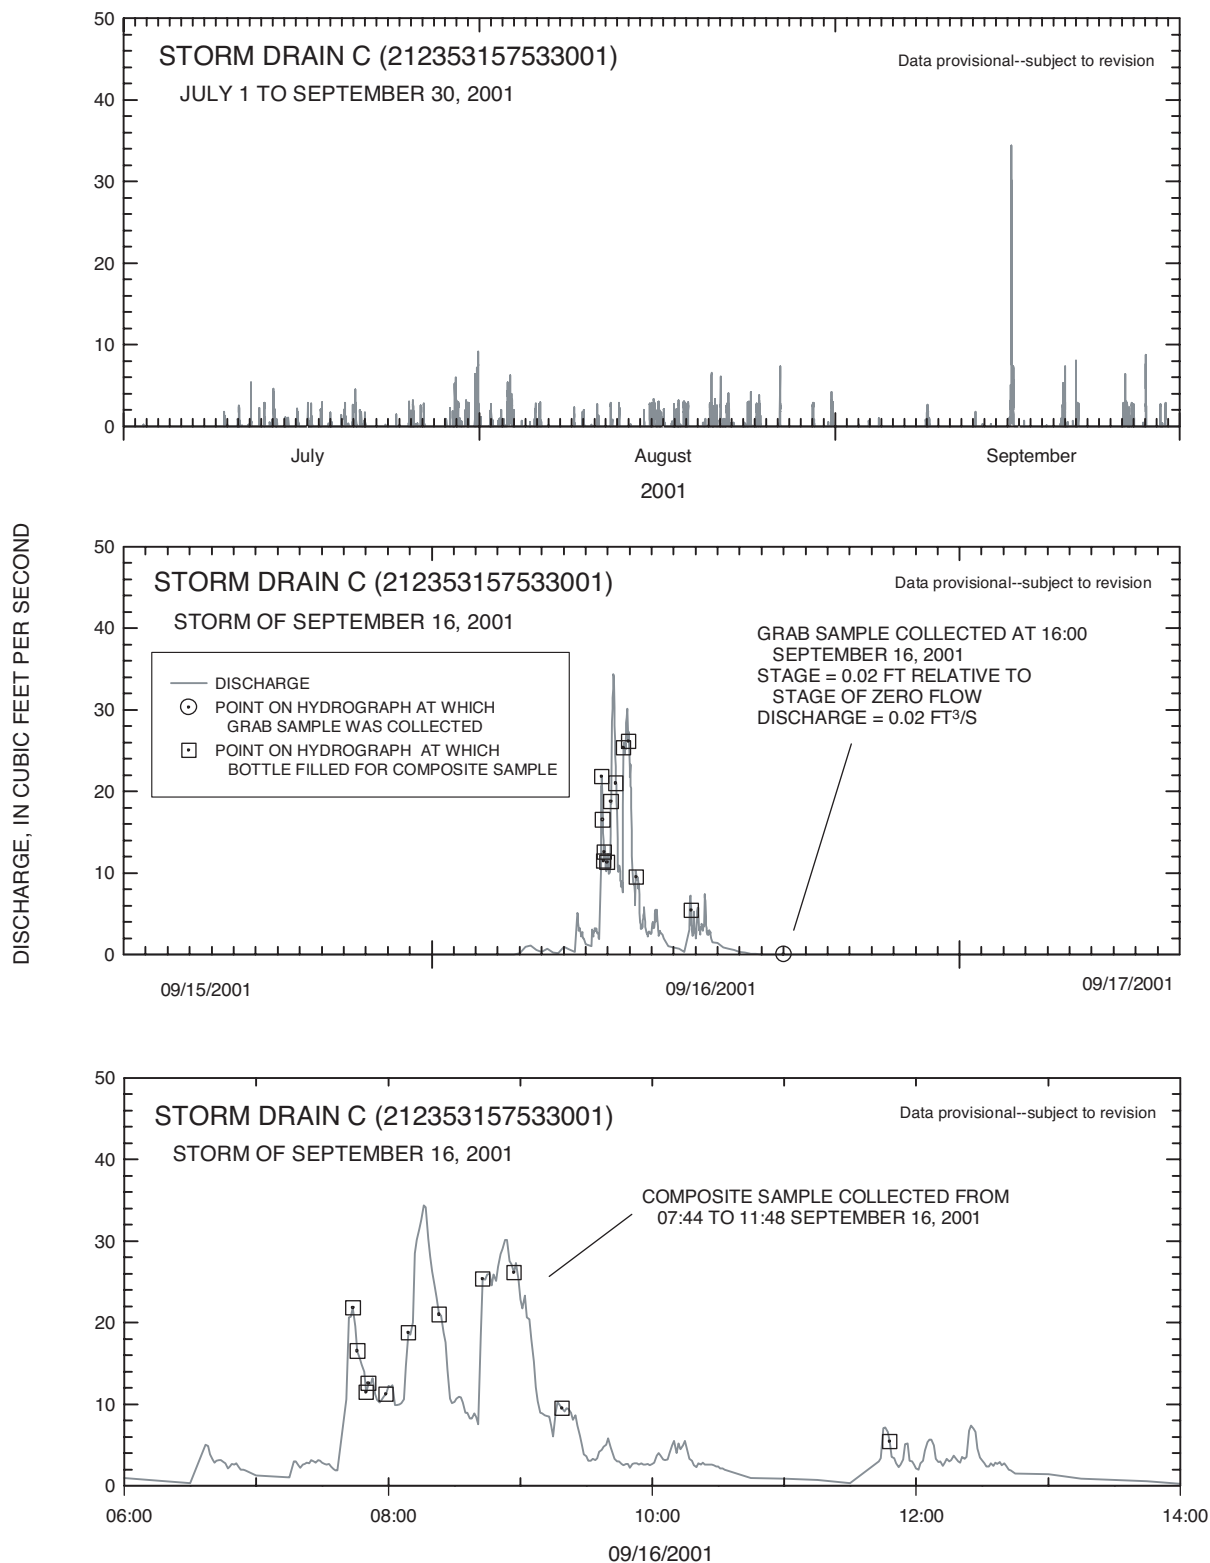 DISCHARGE, IN CUBIC FEET PER SECOND
50
40
30
20
10
0
STORM DRAIN C (212353157533001)
Data provisional--subject to revision
JULY 1 TO SEPTEMBER 30, 2001
July
August
September
2001
50
40
30
20
10
0
STORM DRAIN C (212353157533001)
Data provisional--subject to revision
STORM OF SEPTEMBER 16, 2001
DISCHARGE
POINT ON HYDROGRAPH AT WHICH
GRAB SAMPLE WAS COLLECTED
POINT ON HYDROGRAPH AT WHICH
BOTTLE FILLED FOR COMPOSITE SAMPLE
GRAB SAMPLE COLLECTED AT 16:00
SEPTEMBER 16, 2001
STAGE = 0.02 FT RELATIVE TO
STAGE OF ZERO FLOW
DISCHARGE = 0.02 FT³/S
09/15/2001
09/16/2001
09/17/2001
50
40
30
20
10
0
STORM DRAIN C (212353157533001)
Data provisional--subject to revision
STORM OF SEPTEMBER 16, 2001
COMPOSITE SAMPLE COLLECTED FROM
07:44 TO 11:48 SEPTEMBER 16, 2001
06:00
08:00
10:00
12:00
14:00
09/16/2001